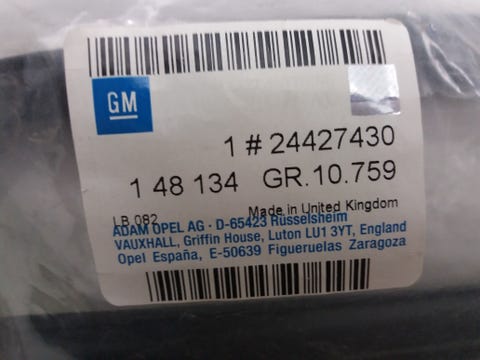 GM
1 # 24427430
1 48 134 GR.10.759
LB 082 Made in United Kingdom
ADAM OPEL AG · D-65423 Rüsselsheim
VAUXHALL, Griffin House, Luton LU1 3YT, England
Opel España, E-50639 Figueruelas Zaragoza